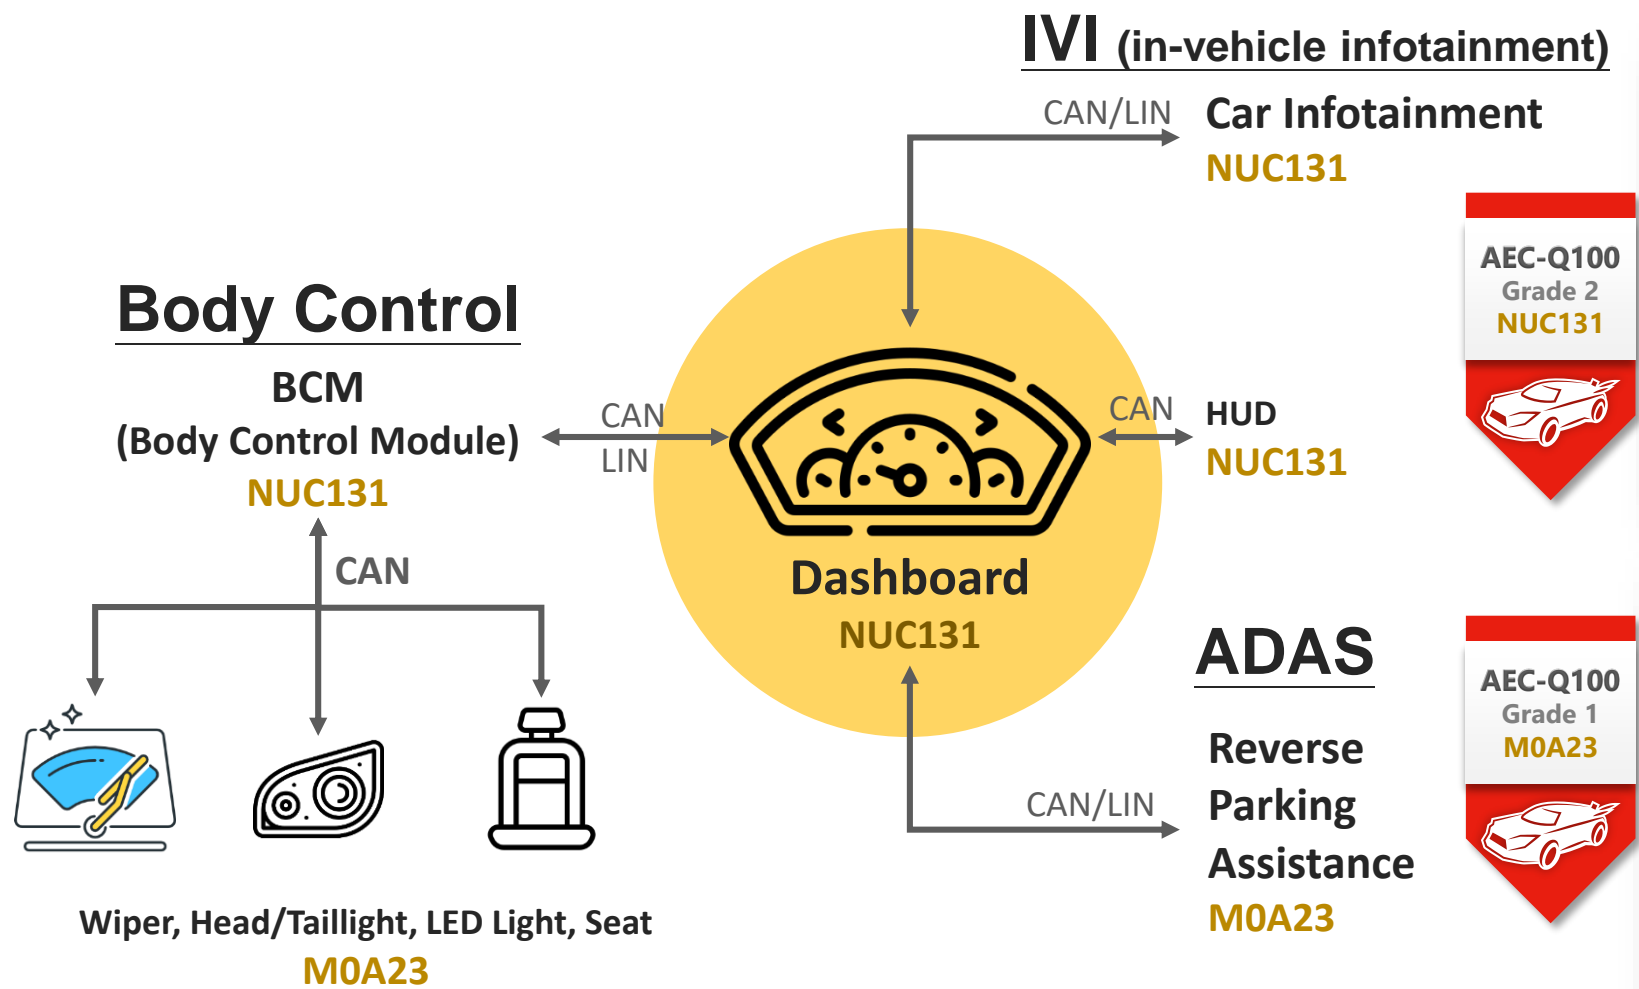 IVI (in-vehicle infotainment)
CAN/LIN
Car Infotainment
NUC131
AEC-Q100
Grade 2
NUC131
Body Control
BCM
(Body Control Module)
NUC131
CAN
LIN
CAN
HUD
NUC131
CAN
Dashboard
NUC131
ADAS
Reverse
Parking
Assistance
M0A23
CAN/LIN
AEC-Q100
Grade 1
M0A23
Wiper, Head/Taillight, LED Light, Seat
M0A23